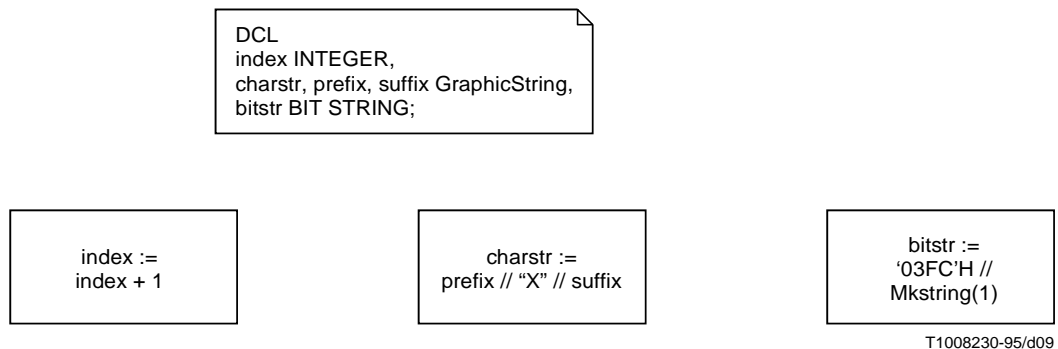 DCL
index INTEGER,
charstr, prefix, suffix GraphicString,
bitstr BIT STRING;
index :=
index + 1
charstr :=
prefix // “X” // suffix
bitstr :=
‘03FC’H //
Mkstring(1)
T1008230-95/d09